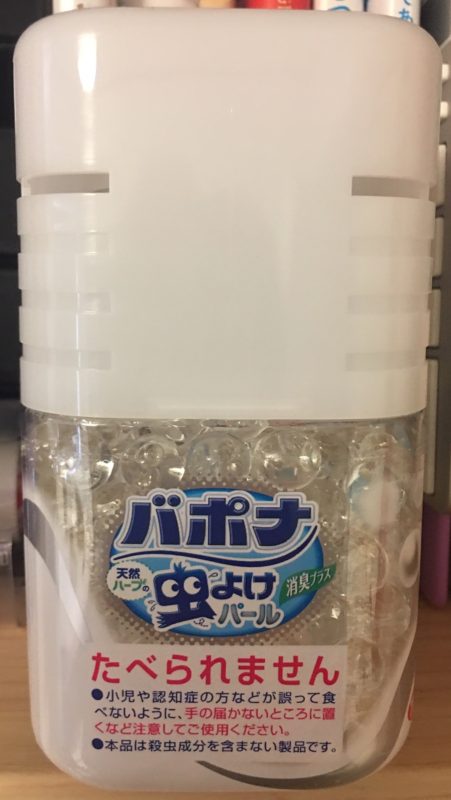 バポナ
天然
ハーブの
虫よけ
パール
消臭プラス
たべられません
●小児や認知症の方などが誤って食
べないように、手の届かないところに置
くなど注意してご使用ください。
●本品は殺虫成分を含まない製品です。